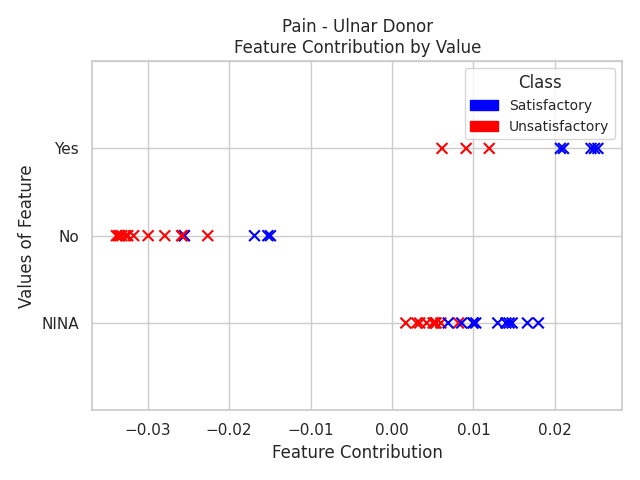 Pain - Ulnar Donor
Feature Contribution by Value
Class
Satisfactory
Unsatisfactory
Values of Feature
Yes
No
NINA
−0.03 −0.02 −0.01 0.00 0.01 0.02
Feature Contribution